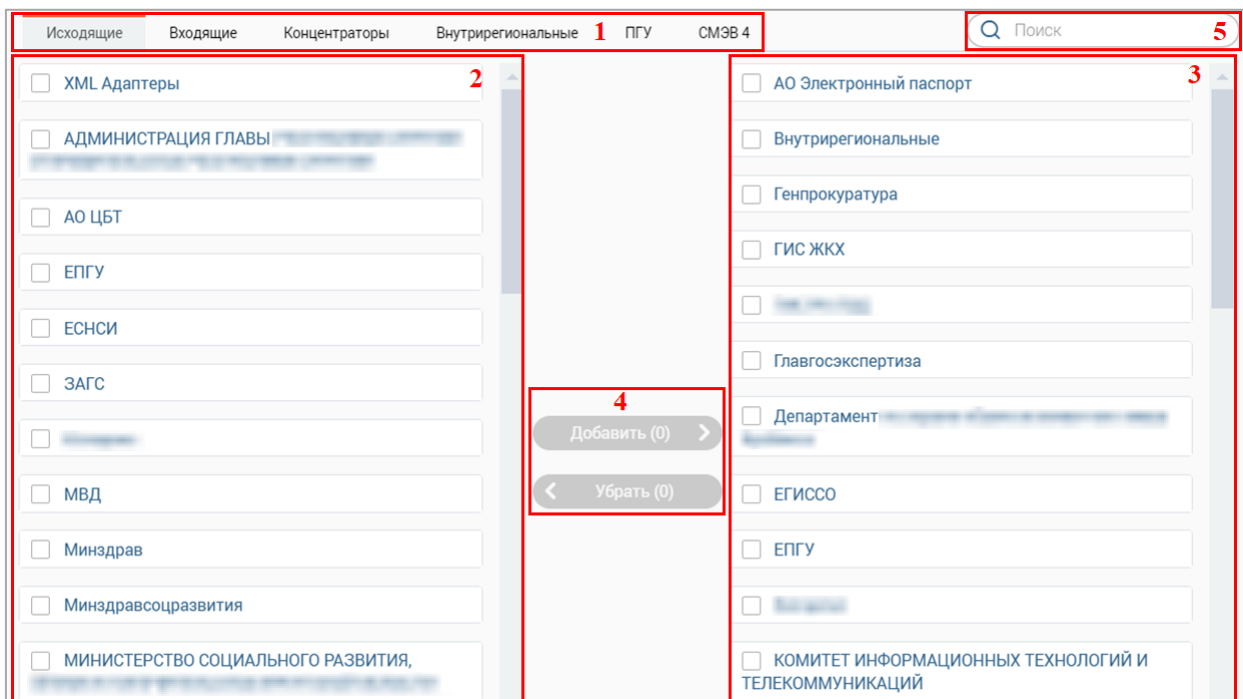 Исходящие Входящие Концентраторы Внутрирегиональные 1 ПГУ СМЭВ 4
Поиск 5
2
XML Адаптеры
АДМИНИСТРАЦИЯ ГЛАВЫ
АО ЦБТ
ЕПГУ
ЕСНСИ
ЗАГС
МВД
Минздрав
Минздравсоцразвития
МИНИСТЕРСТВО СОЦИАЛЬНОГО РАЗВИТИЯ,
4
Добавить (0)
Убрать (0)
3
АО Электронный паспорт
Внутрирегиональные
Генпрокуратура
ГИС ЖКХ
Главгосэкспертиза
Департамент
ЕГИССО
ЕПГУ
КОМИТЕТ ИНФОРМАЦИОННЫХ ТЕХНОЛОГИЙ И
ТЕЛЕКОММУНИКАЦИЙ